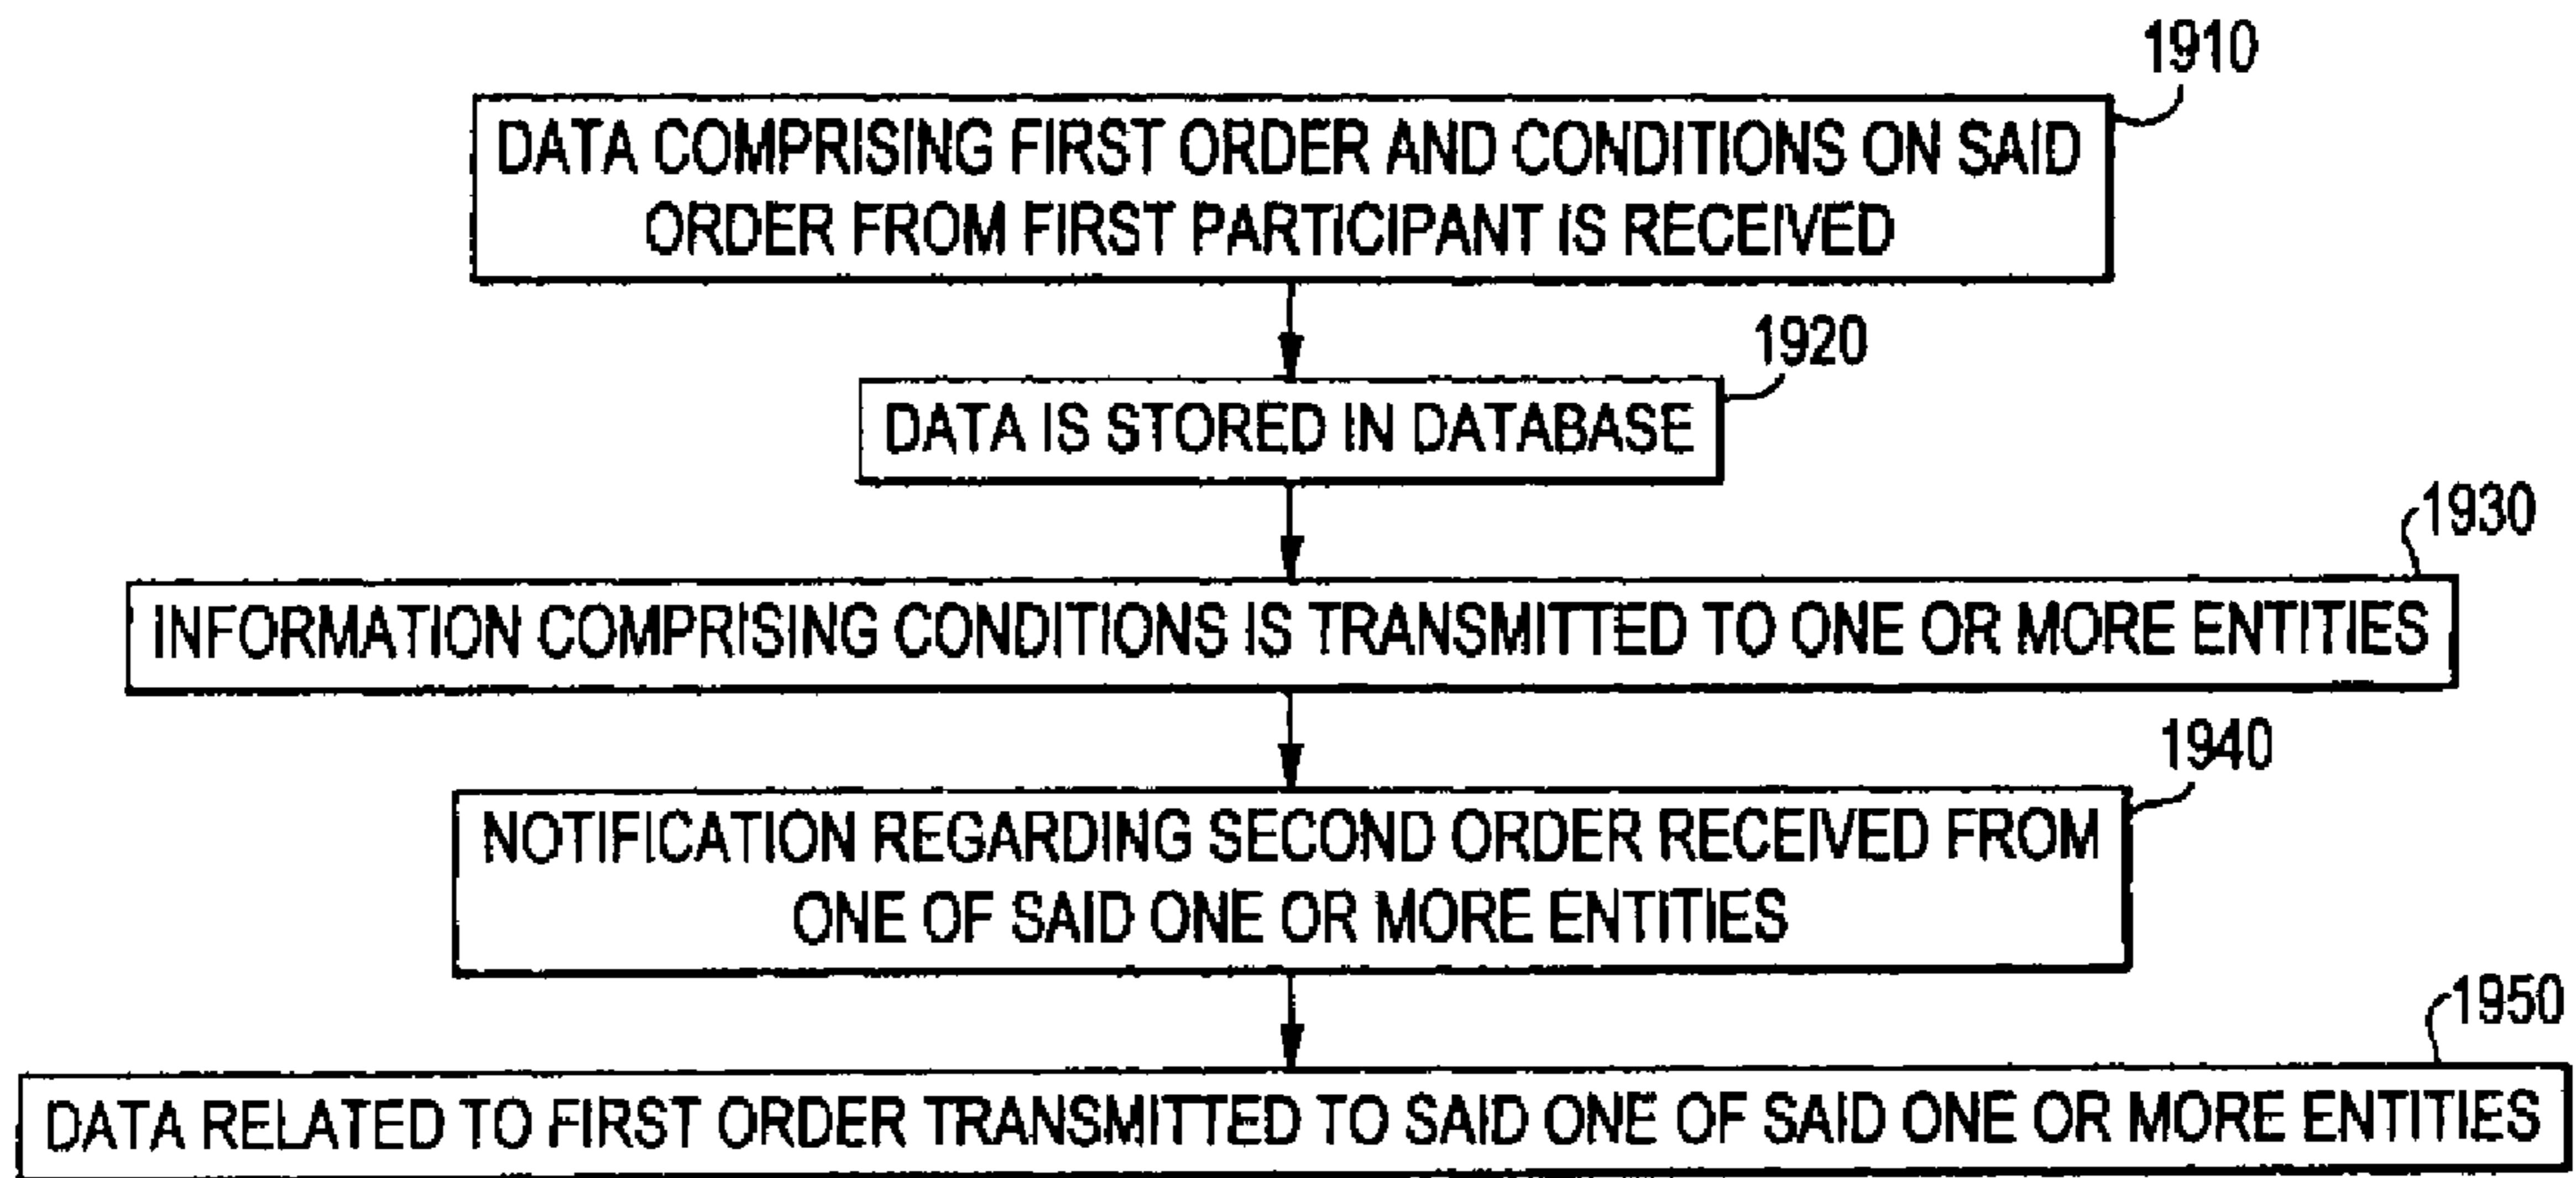 1910
DATA COMPRISING FIRST ORDER AND CONDITIONS ON SAID
ORDER FROM FIRST PARTICIPANT IS RECEIVED
1920
DATA IS STORED IN DATABASE
1930
INFORMATION COMPRISING CONDITIONS IS TRANSMITTED TO ONE OR MORE ENTITIES
1940
NOTIFICATION REGARDING SECOND ORDER RECEIVED FROM
ONE OF SAID ONE OR MORE ENTITIES
1950
DATA RELATED TO FIRST ORDER TRANSMITTED TO SAID ONE OF SAID ONE OR MORE ENTITIES